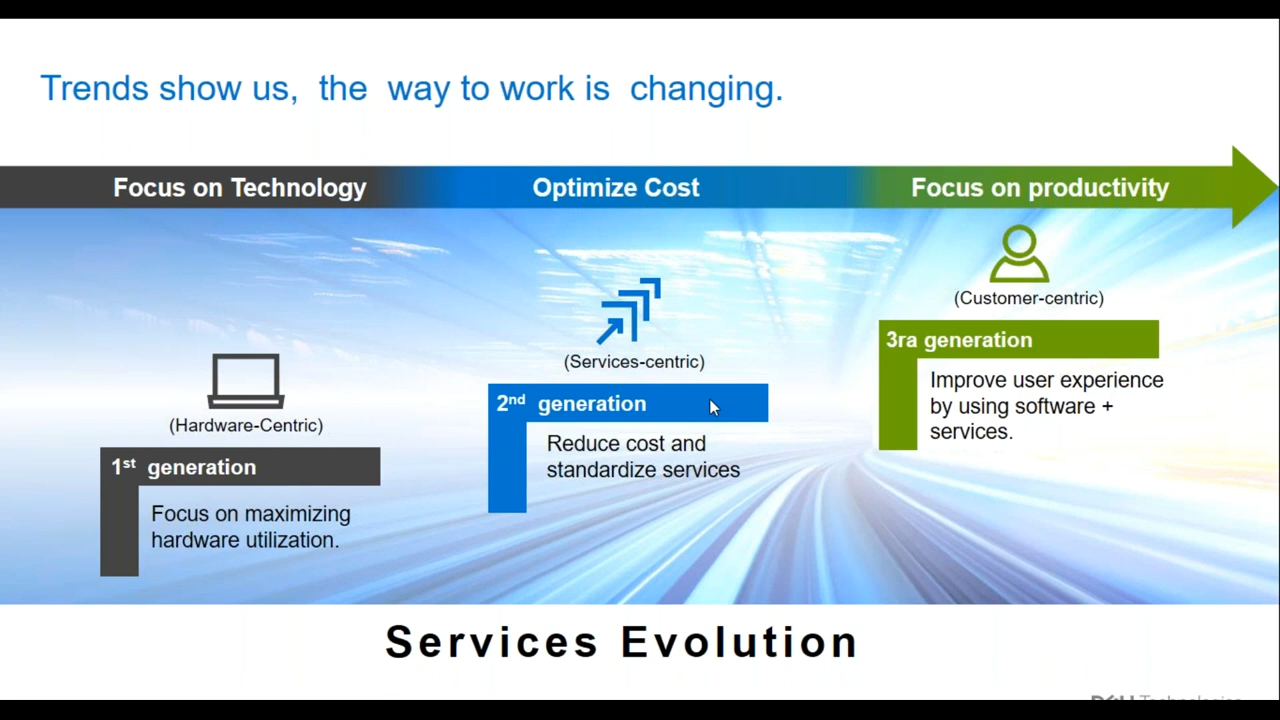 Trends show us, the way to work is changing.
Focus on Technology
Optimize Cost
Focus on productivity
(Hardware-Centric)
1st generation
Focus on maximizing
hardware utilization.
(Services-centric)
2nd generation
Reduce cost and
standardize services
(Customer-centric)
3ra generation
Improve user experience
by using software +
services.
Services Evolution